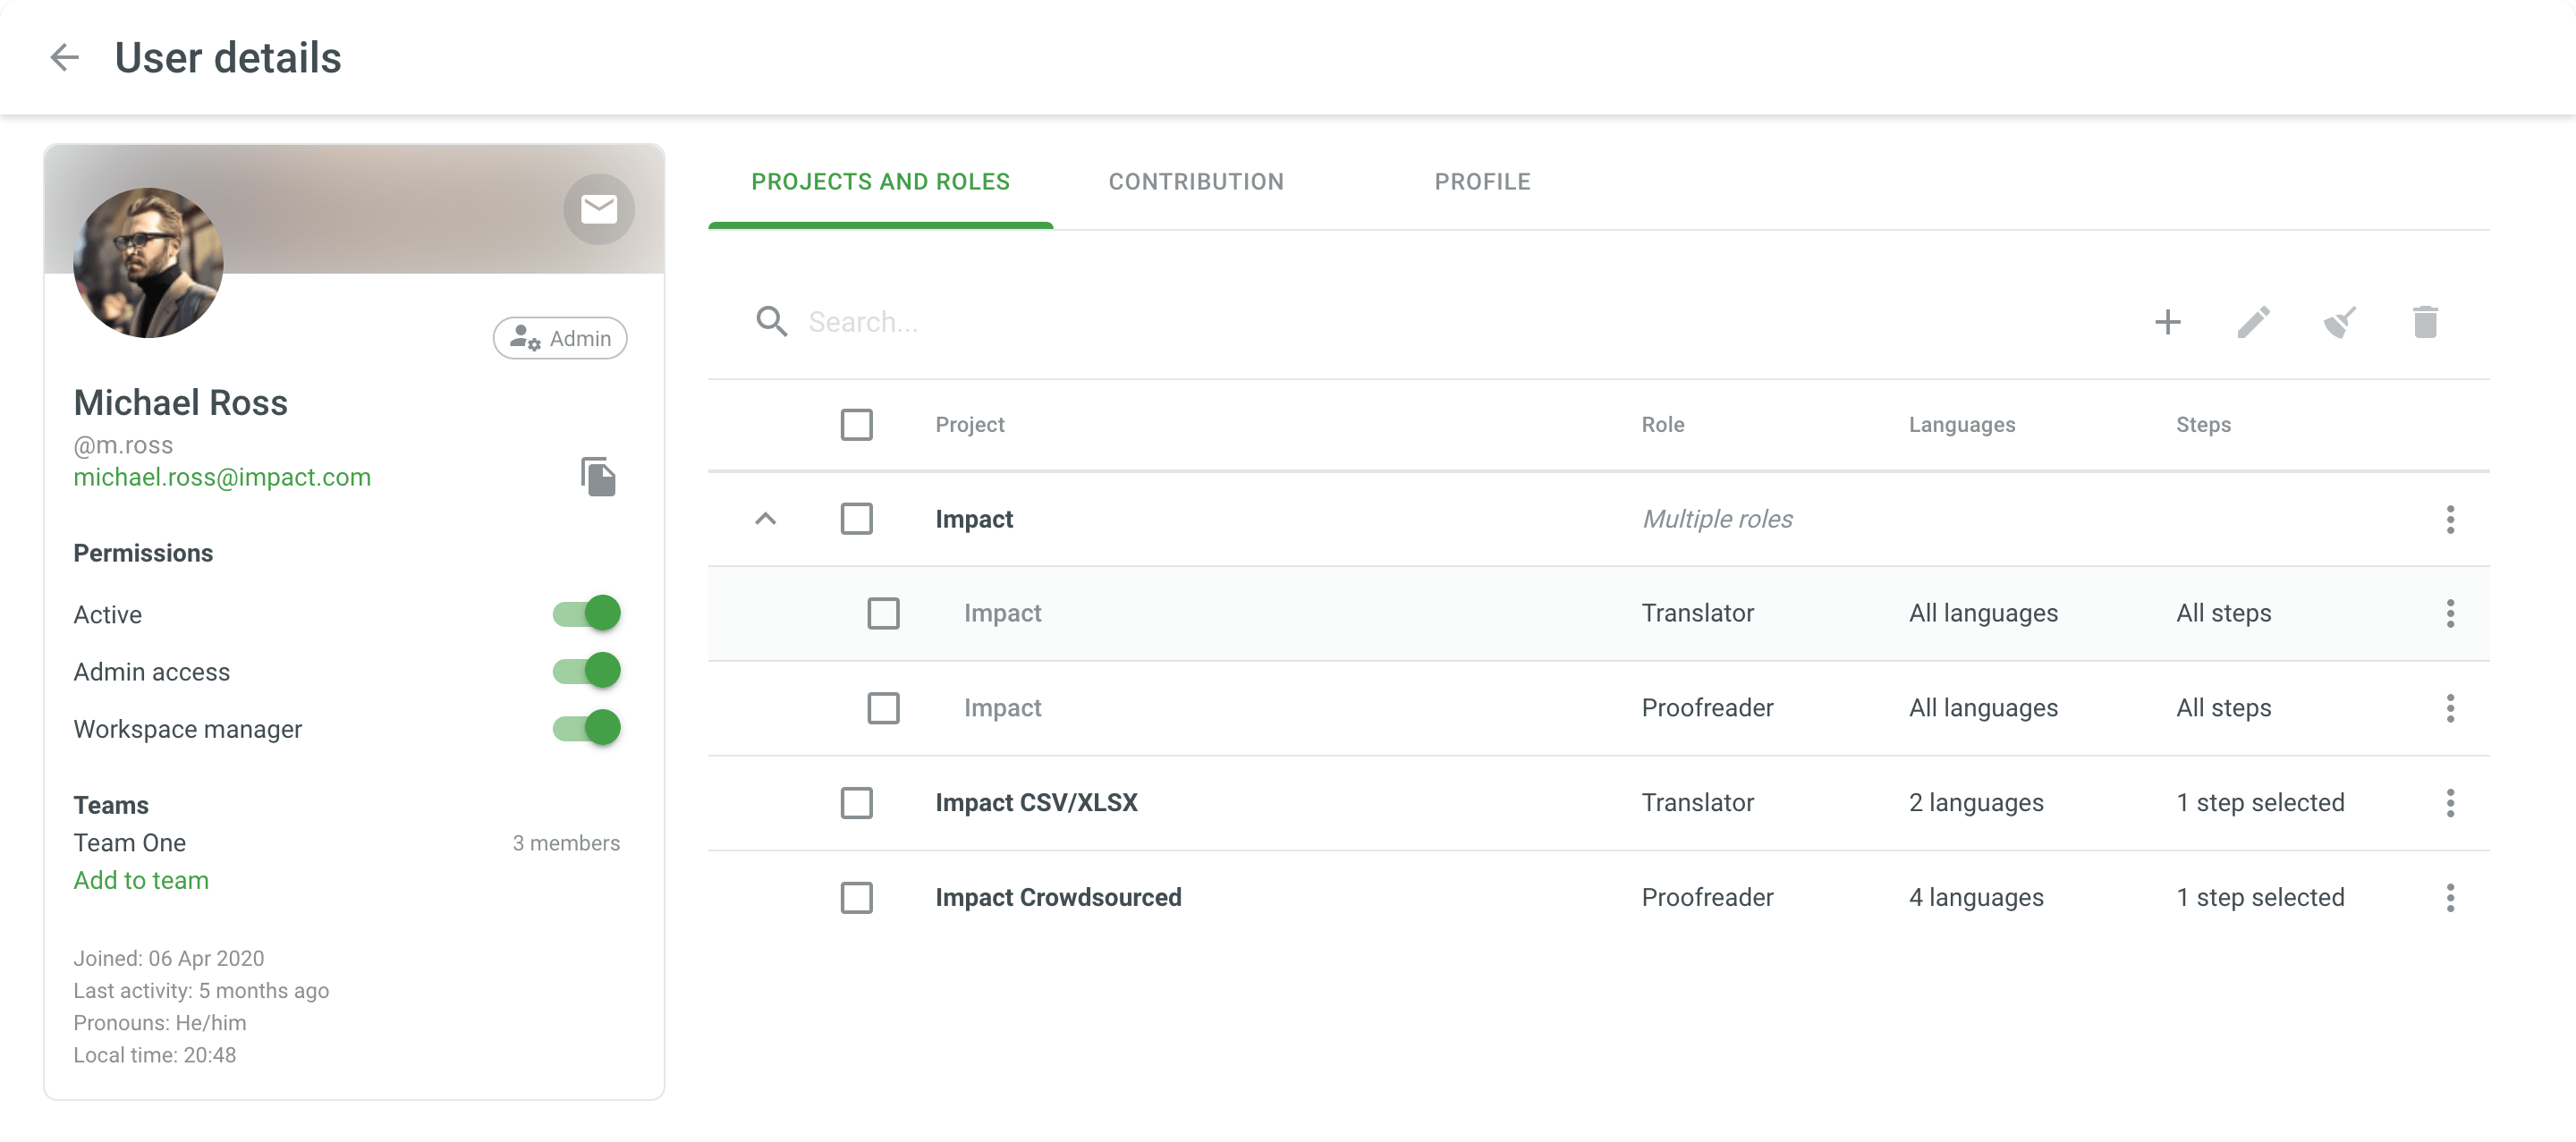 User details
Admin
Michael Ross
@m.ross
michael.ross@impact.com
Permissions
Active
Admin access
Workspace manager
Teams
Team One 3 members
Add to team
Joined: 06 Apr 2020
Last activity: 5 months ago
Pronouns: He/him
Local time: 20:48
PROJECTS AND ROLES CONTRIBUTION PROFILE
Search...
Project Role Languages Steps
Impact Multiple roles
Impact Translator All languages All steps
Impact Proofreader All languages All steps
Impact CSV/XLSX Translator 2 languages 1 step selected
Impact Crowdsourced Proofreader 4 languages 1 step selected